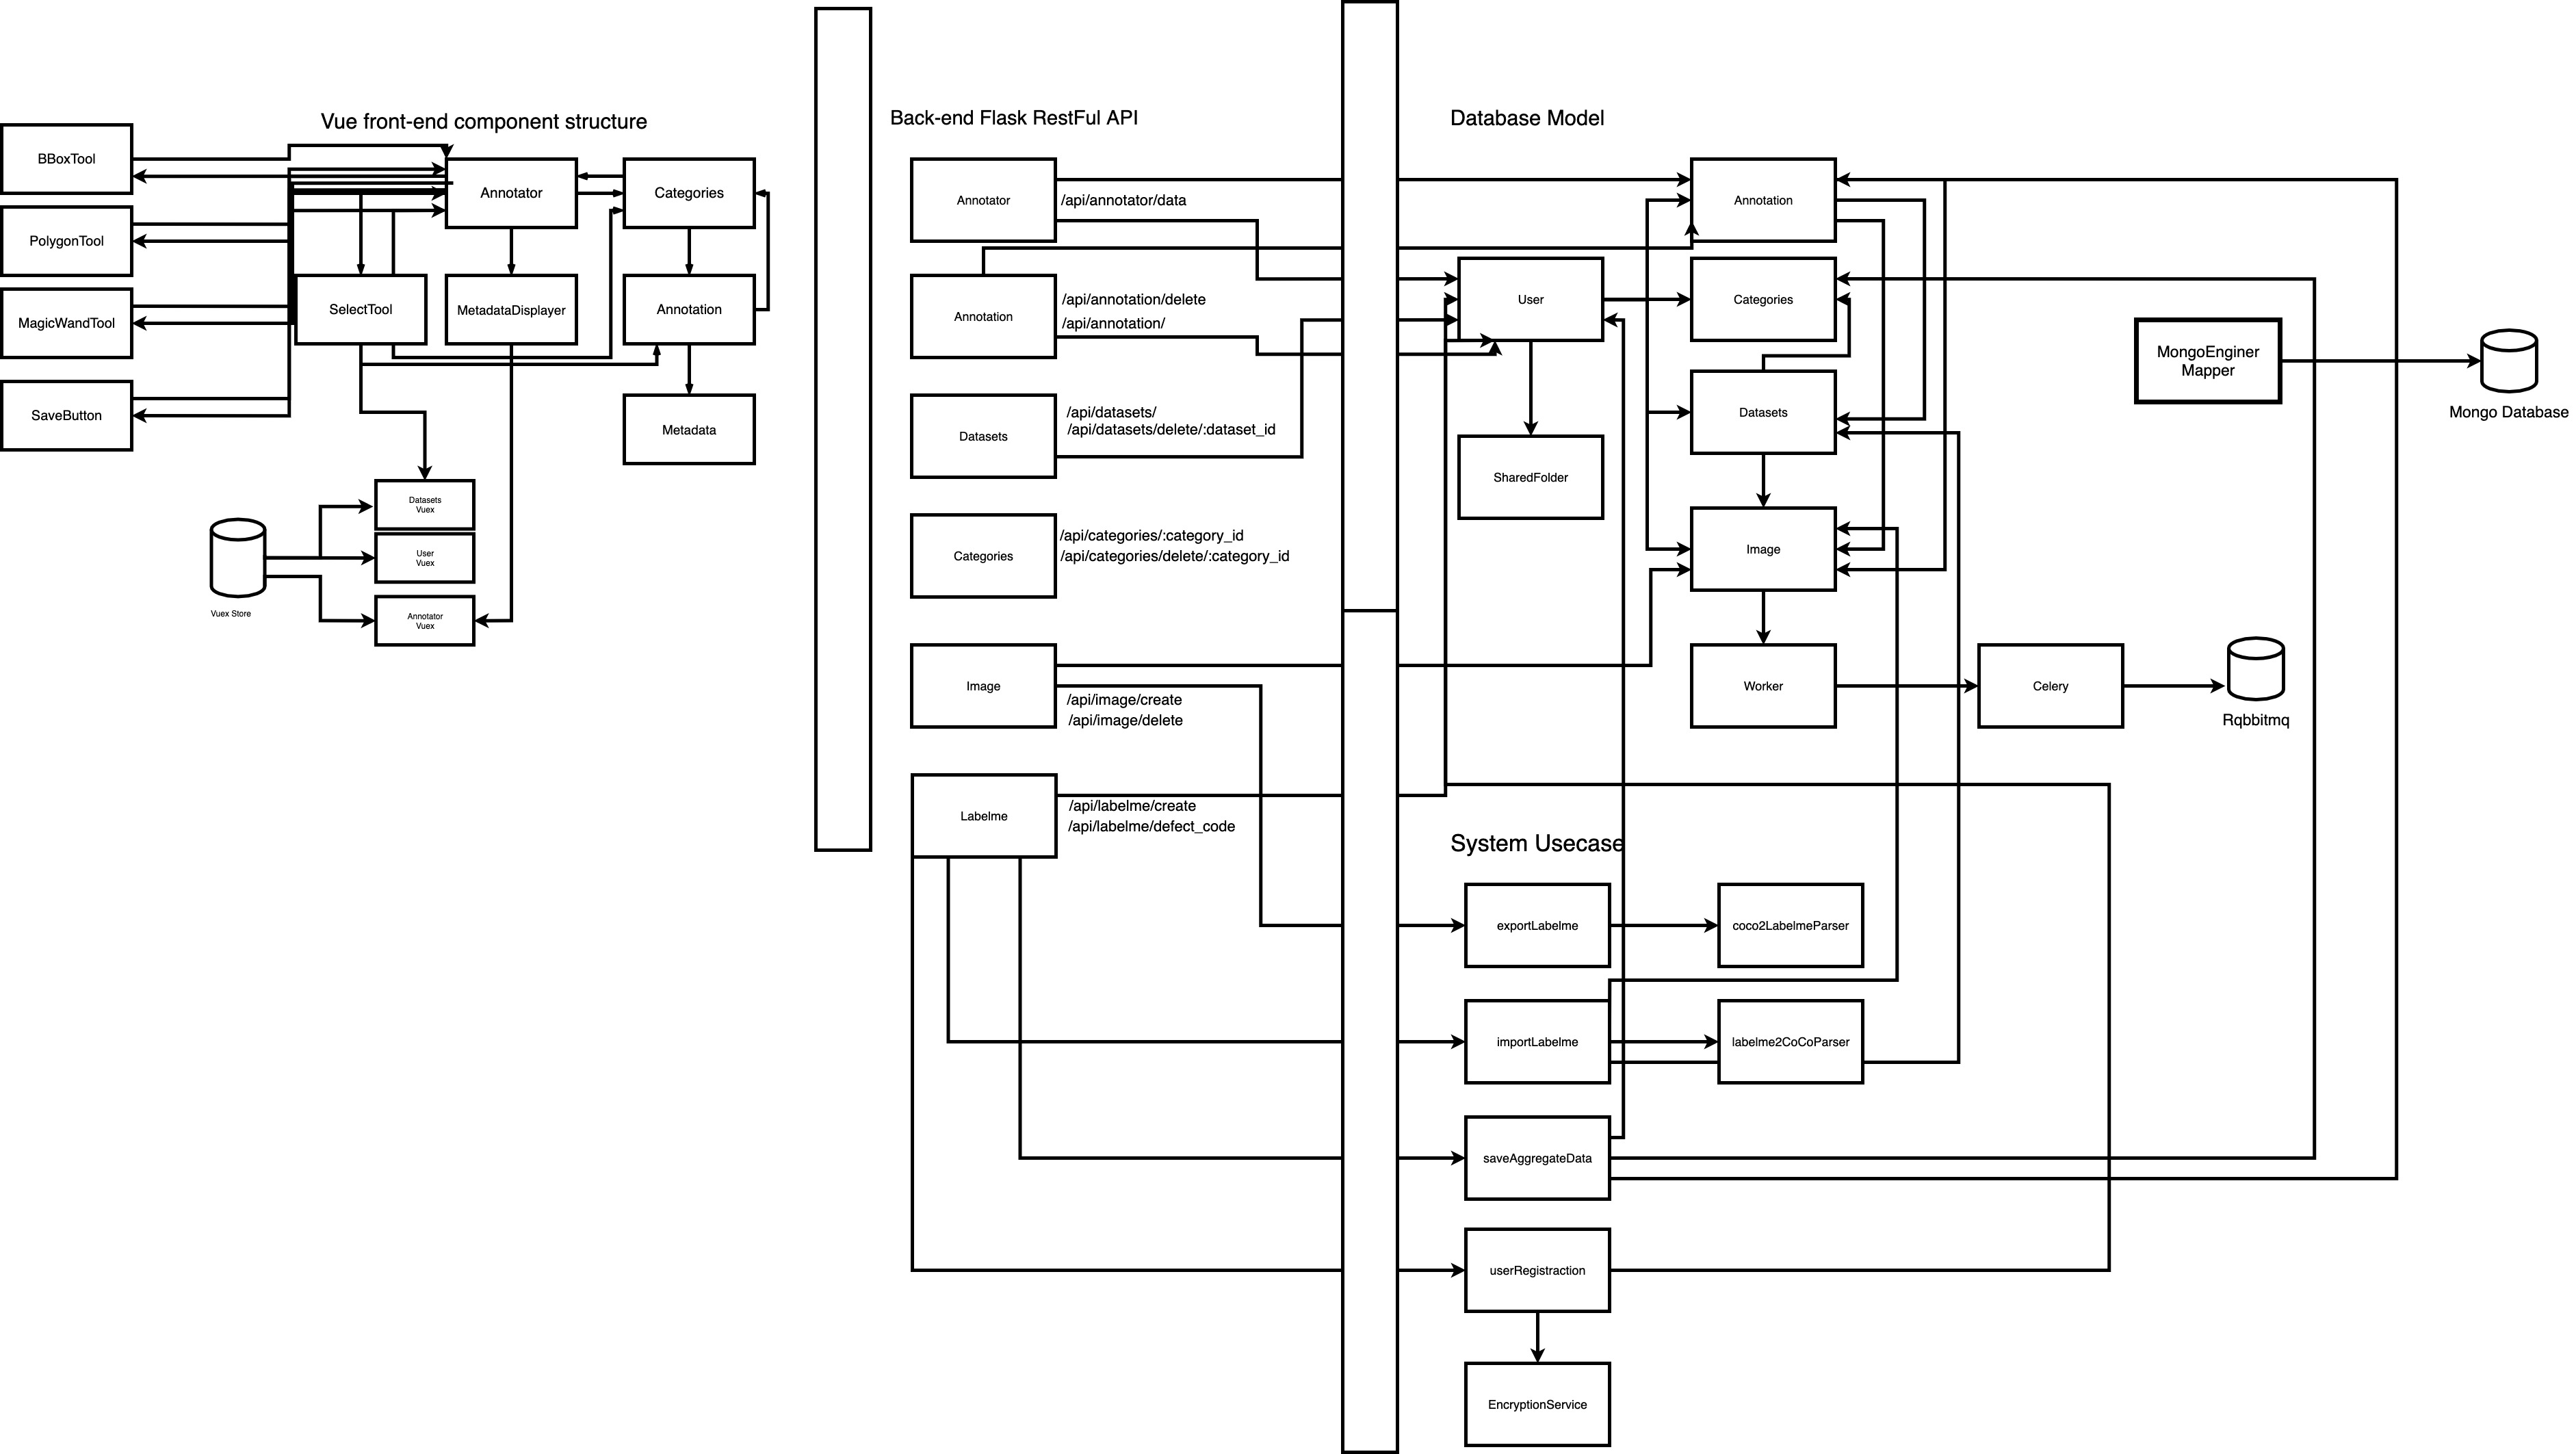 Vue front-end component structure
BBoxTool
PolygonTool
MagicWandTool
SaveButton
Annotator
Categories
SelectTool
MetadataDisplayer
Annotation
Metadata
Datasets
Vuex
User
Vuex
Annotator
Vuex
Vuex Store
Back-end Flask RestFul API
Annotator
/api/annotator/data
Annotation
/api/annotation/delete
/api/annotation/
Datasets
/api/datasets/
/api/datasets/delete/:dataset_id
Categories
/api/categories/:category_id
/api/categories/delete/:category_id
Image
/api/image/create
/api/image/delete
Labelme
/api/labelme/create
/api/labelme/defect_code
Database Model
Annotation
User
Categories
Datasets
SharedFolder
Image
Worker
Celery
Rqbbitmq
MongoEnginer
Mapper
Mongo Database
System Usecase
exportLabelme
coco2LabelmeParser
importLabelme
labelme2CoCoParser
saveAggregateData
userRegistraction
EncryptionService